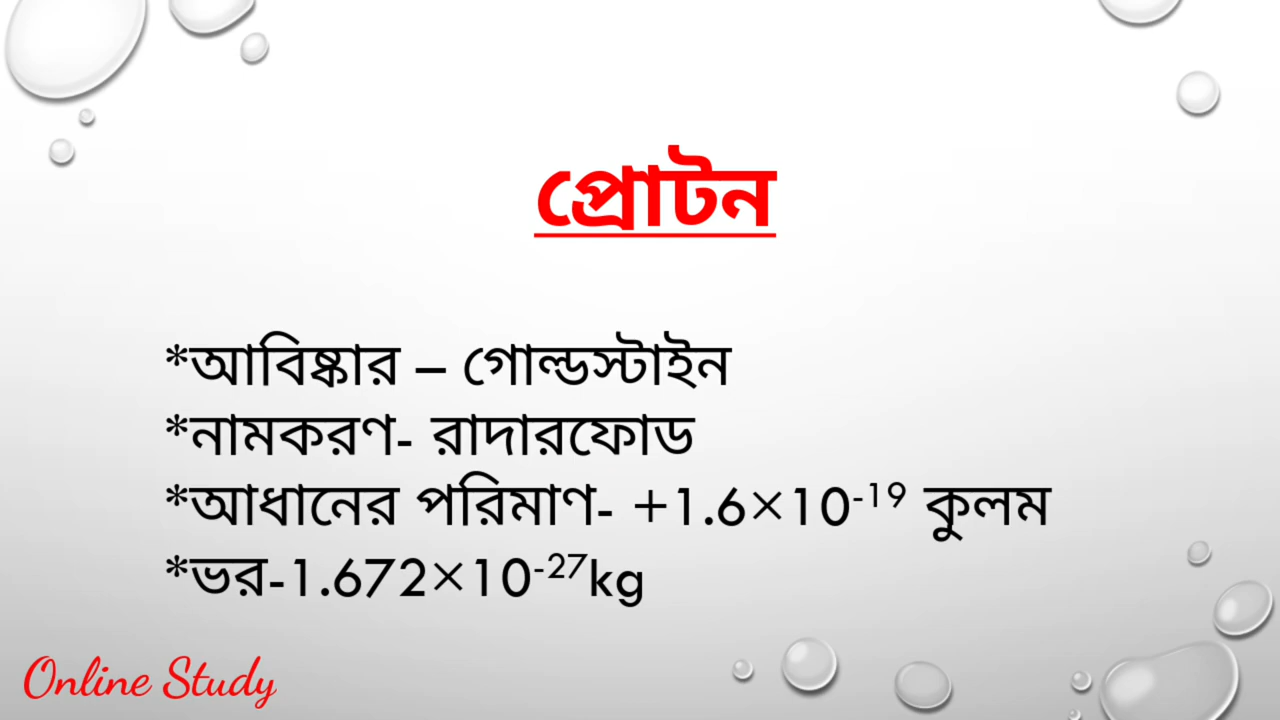 প্রোটন
*আবিষ্কার – গোল্ডস্টাইন
*নামকরণ- রাদারফোড
*আধানের পরিমাণ- +1.6×10⁻¹⁹ কুলম
*ভর-1.672×10⁻²⁷kg
Online Study